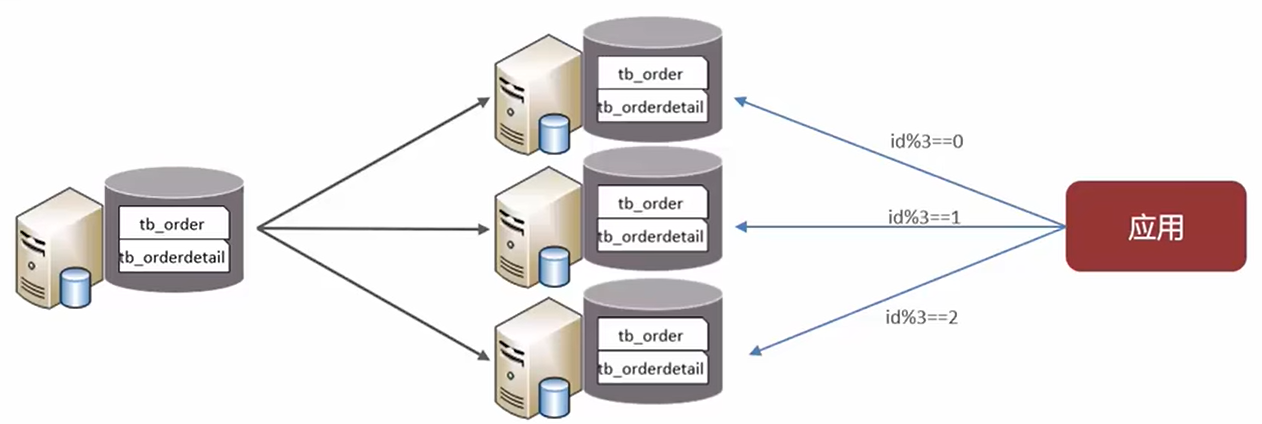 tb_order
tb_orderdetail
tb_order
tb_orderdetail
tb_order
tb_orderdetail
tb_order
tb_orderdetail
id%3==0
id%3==1
id%3==2
应用